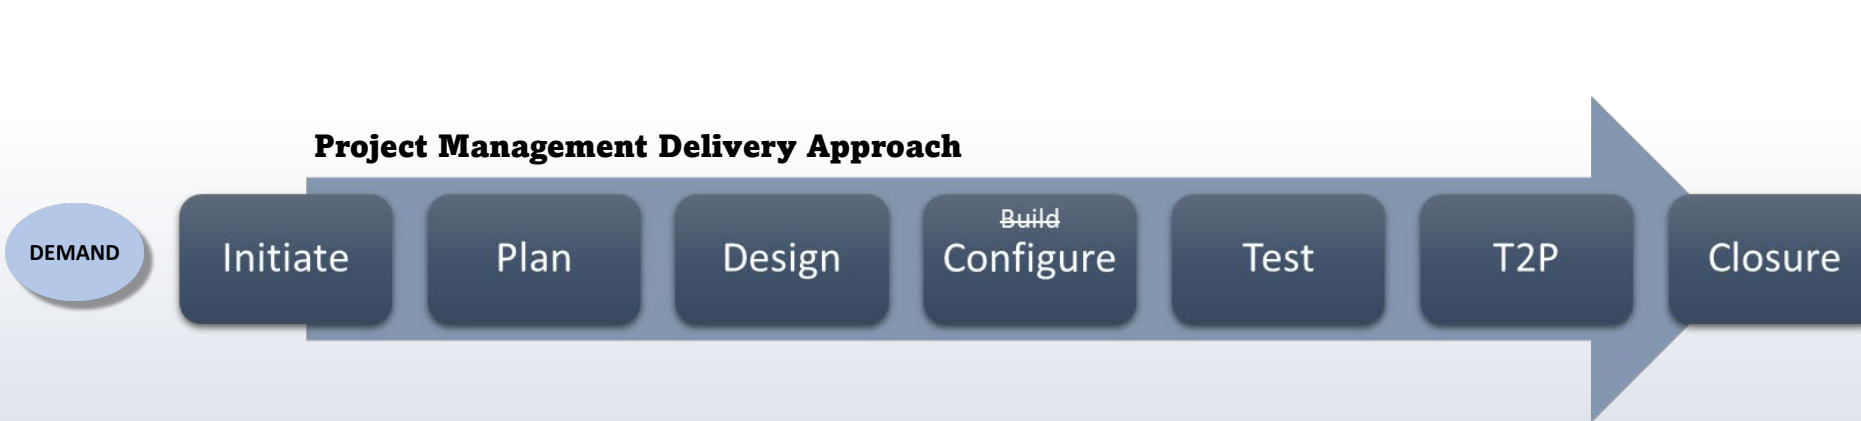 Project Management Delivery Approach
DEMAND
Initiate
Plan
Design
Build
Configure
Test
T2P
Closure